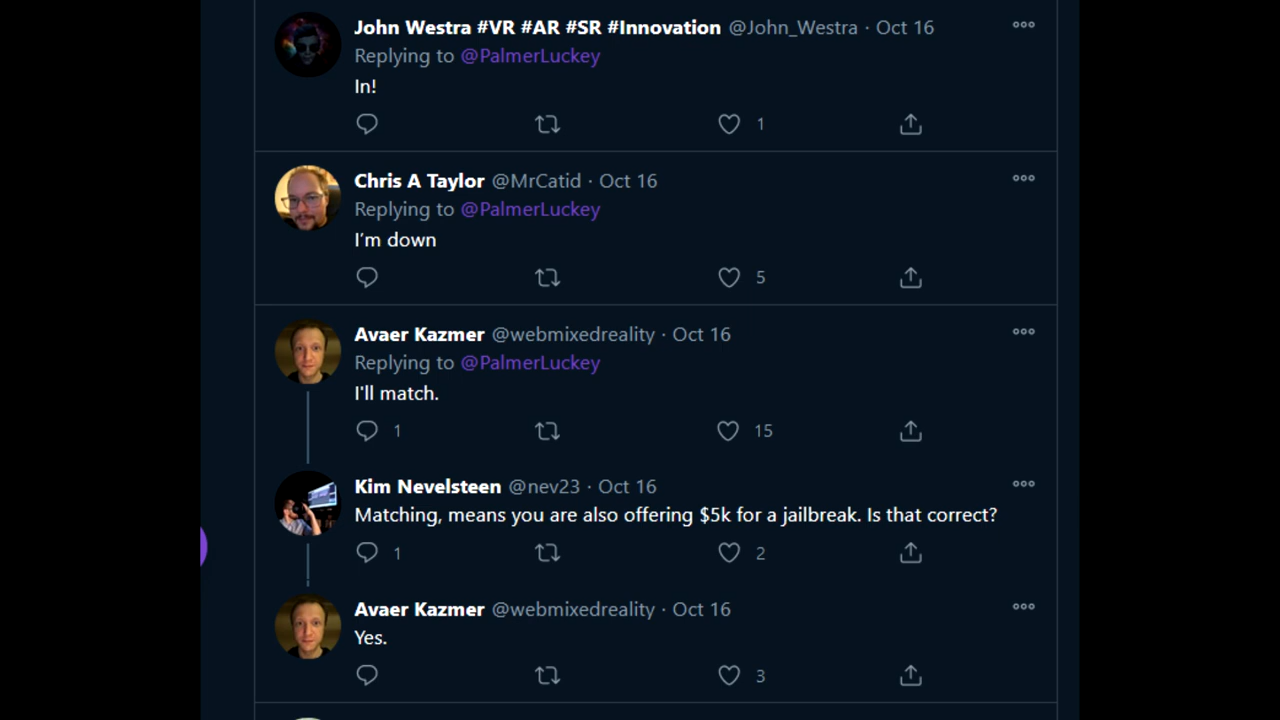 John Westra #VR #AR #SR #Innovation @John_Westra · Oct 16
Replying to @PalmerLuckey
In!
1
Chris A Taylor @MrCatid · Oct 16
Replying to @PalmerLuckey
I’m down
5
Avaer Kazmer @webmixedreality · Oct 16
Replying to @PalmerLuckey
I'll match.
1 15
Kim Nevelsteen @nev23 · Oct 16
Matching, means you are also offering $5k for a jailbreak. Is that correct?
1 2
Avaer Kazmer @webmixedreality · Oct 16
Yes.
3